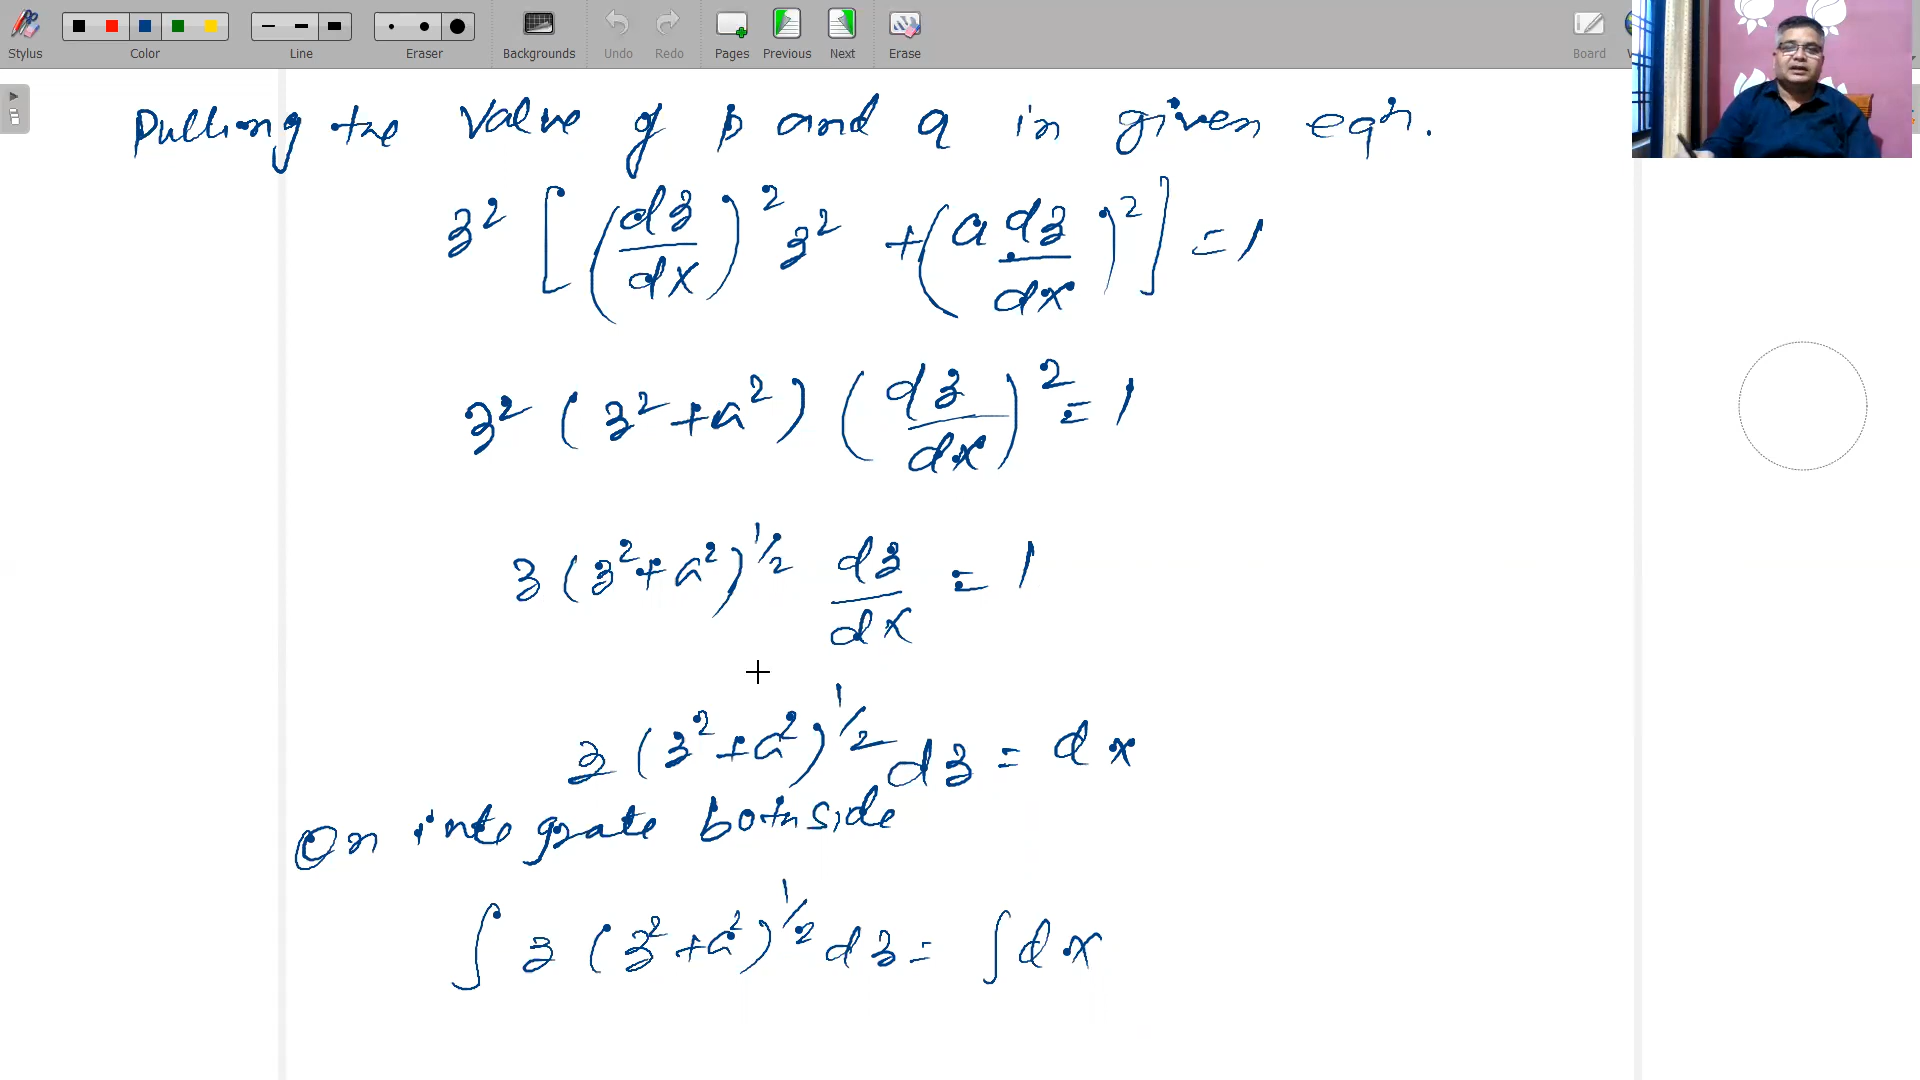 Stylus Color Line Eraser Backgrounds Undo Redo Pages Previous Next Erase Board
Putting the value of p and q in given eqn.
z² [ (dz/dx)² z² + (a dz/dx)² ] = 1
z² (z² + a²) (dz/dx)² = 1
z (z² + a²)^1/2 dz/dx = 1
z (z² + a²)^1/2 dz = dx
On integrate both side
∫ z (z² + a²)^1/2 dz = ∫ dx